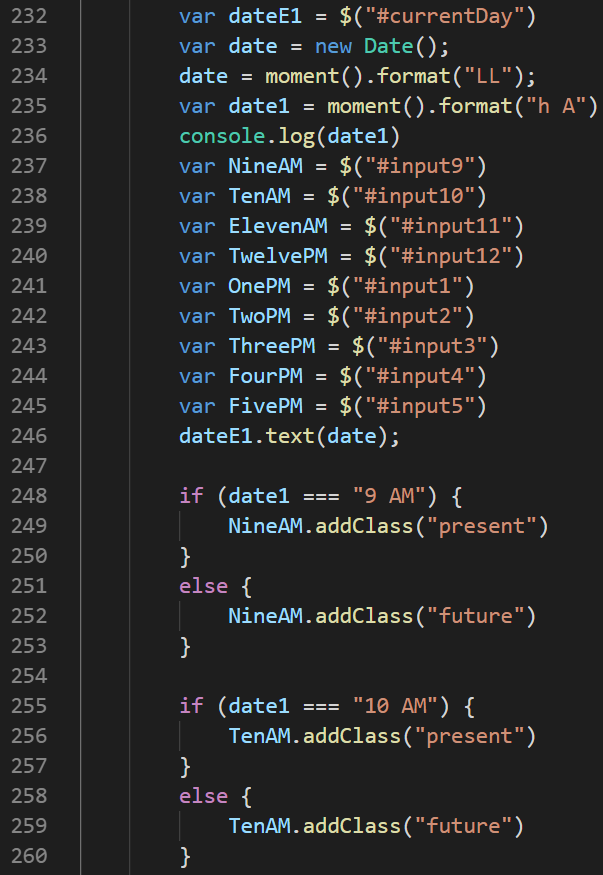 232 var dateE1 = $("#currentDay")
233 var date = new Date();
234 date = moment().format("LL");
235 var date1 = moment().format("h A")
236 console.log(date1)
237 var NineAM = $("#input9")
238 var TenAM = $("#input10")
239 var ElevenAM = $("#input11")
240 var TwelvePM = $("#input12")
241 var OnePM = $("#input1")
242 var TwoPM = $("#input2")
243 var ThreePM = $("#input3")
244 var FourPM = $("#input4")
245 var FivePM = $("#input5")
246 dateE1.text(date);
247
248 if (date1 === "9 AM") {
249 NineAM.addClass("present")
250 }
251 else {
252 NineAM.addClass("future")
253 }
254
255 if (date1 === "10 AM") {
256 TenAM.addClass("present")
257 }
258 else {
259 TenAM.addClass("future")
260 }